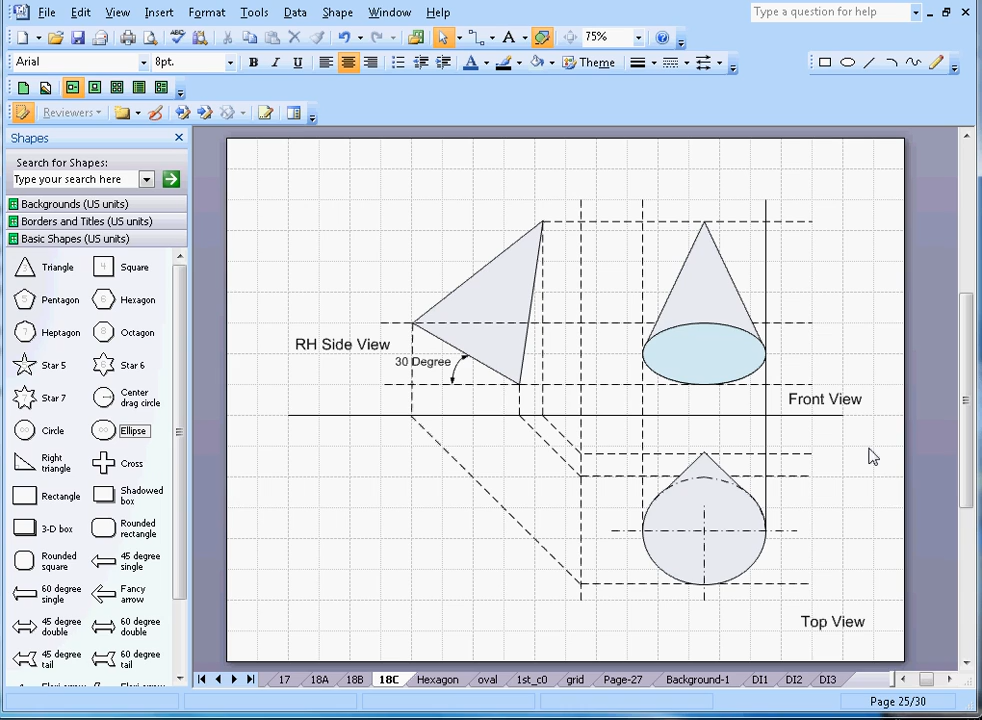 File Edit View Insert Format Tools Data Shape Window Help Type a question for help
75%
Arial 8pt. B I U A Theme
Reviewers
Shapes
Search for Shapes:
Type your search here
Backgrounds (US units)
Borders and Titles (US units)
Basic Shapes (US units)
Triangle Square
Pentagon Hexagon
Heptagon Octagon
Star 5 Star 6
Star 7 Center drag circle
Circle Ellipse
Right triangle Cross
Rectangle Shadowed box
3-D box Rounded rectangle
Rounded square 45 degree single
60 degree single Fancy arrow
45 degree double 60 degree double
45 degree tail 60 degree tail
RH Side View
30 Degree
Front View
Top View
17 18A 18B 18C Hexagon oval 1st_c0 grid Page-27 Background-1 DI1 DI2 DI3
Page 25/30